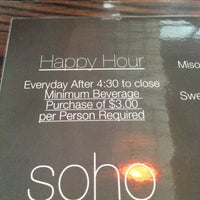 Happy Hour
Everyday After 4:30 to close
Minimum Beverage
Purchase of $3.00
per Person Required
Miso
Swe
soho